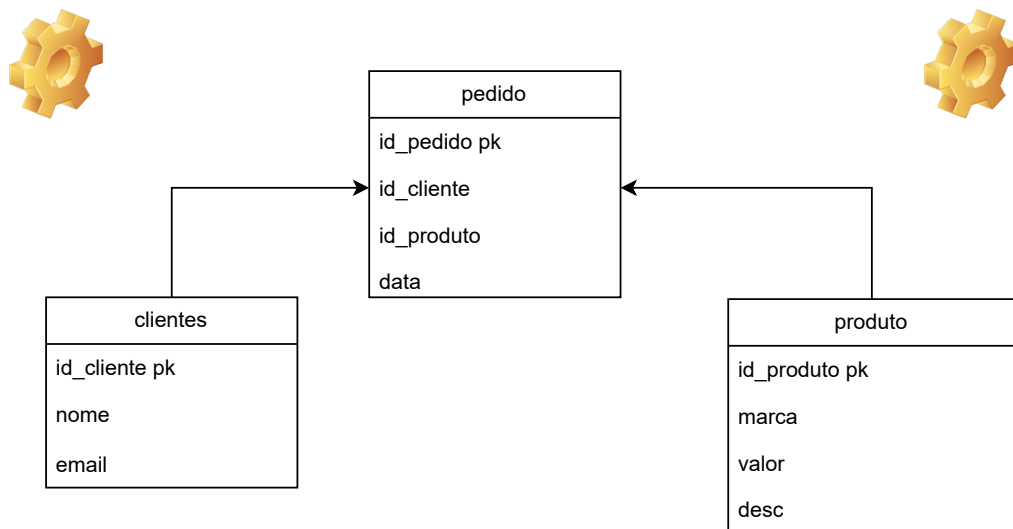 pedido
id_pedido pk
id_cliente
id_produto
data
clientes
id_cliente pk
nome
email
produto
id_produto pk
marca
valor
desc